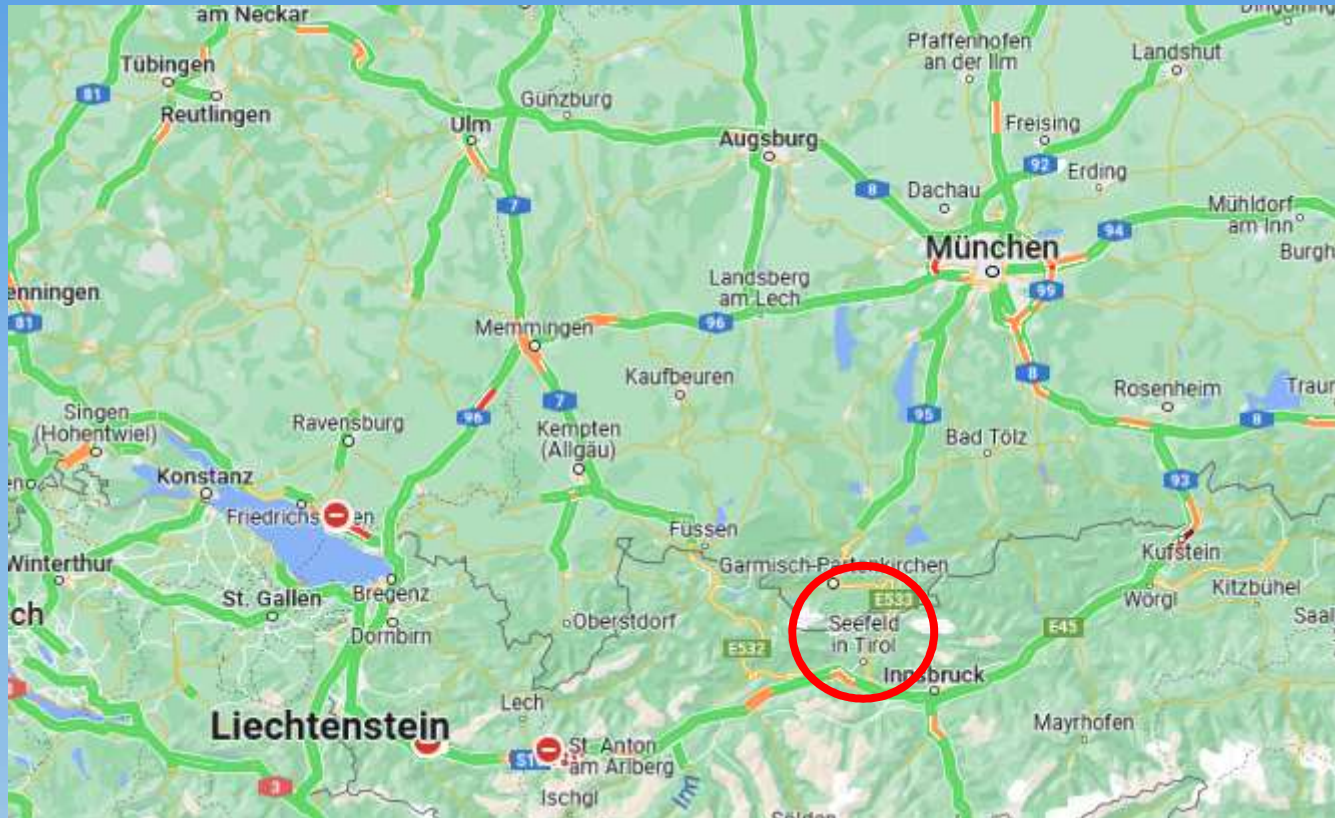 am Neckar
Pfaffenhofen
an der Ilm
Landshut
Tübingen
81
Reutlingen
Günzburg
Ulm
Augsburg
Freising
92
Erding
8
Dachau
7
Mühldorf
am Inn
94
München
Burgh
Landsberg
am Lech
99
enningen
81
96
Memmingen
8
Kaufbeuren
Rosenheim
Traun
7
95
8
Singen
(Hohentwiel)
Ravensburg
96
Kempten
(Allgäu)
Bad Tölz
Konstanz
93
Friedrichs en
Füssen
Kufstein
Winterthur
Garmisch-Partenkirchen
Kitzbühel
Bregenz
Wörgl
St. Gallen
E533
ch
Dornbirn
Oberstdorf
Seefeld
in Tirol
E45
Saal
E532
Innsbruck
Lech
Liechtenstein
Mayrhofen
St. Anton
am Arlberg
S1
3
Ischgl
Inn
Sölden